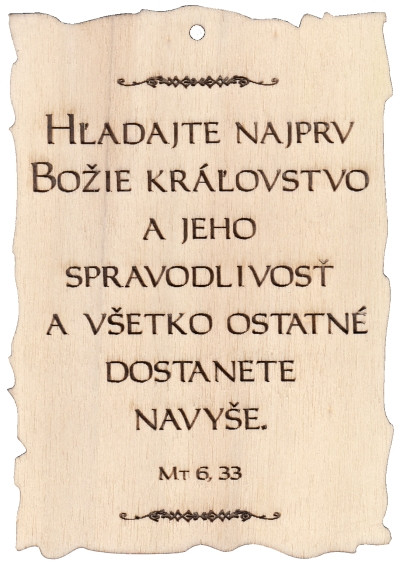 Hľadajte najprv
Božie kráľovstvo
a jeho
spravodlivosť
a všetko ostatné
dostanete
navyše.
Mt 6, 33